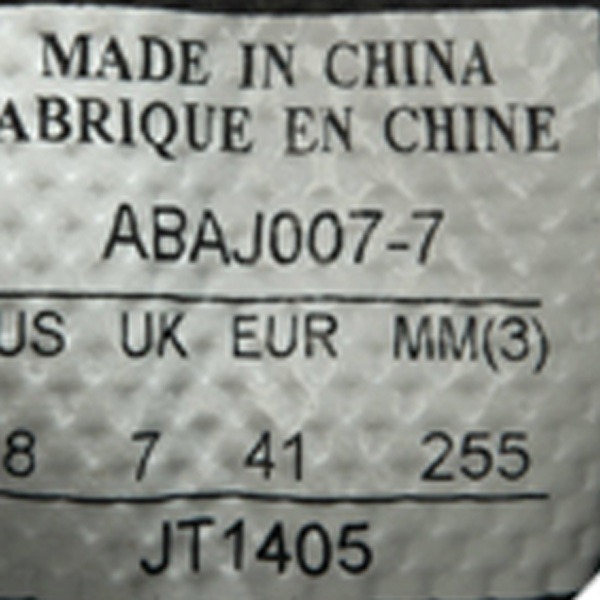 MADE IN CHINA
ABRIQUE EN CHINE
ABAJ007-7
US UK EUR MM(3)
8 7 41 255
JT1405